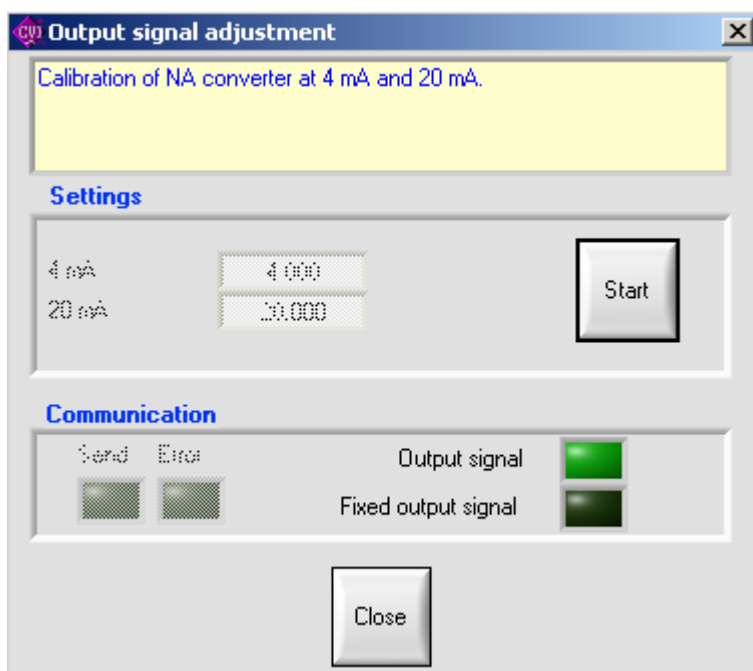 CVI Output signal adjustment
Calibration of NA converter at 4 mA and 20 mA.
Settings
4 mA 4.000
20 mA 20.000
Start
Communication
Send Error Output signal
Fixed output signal
Close